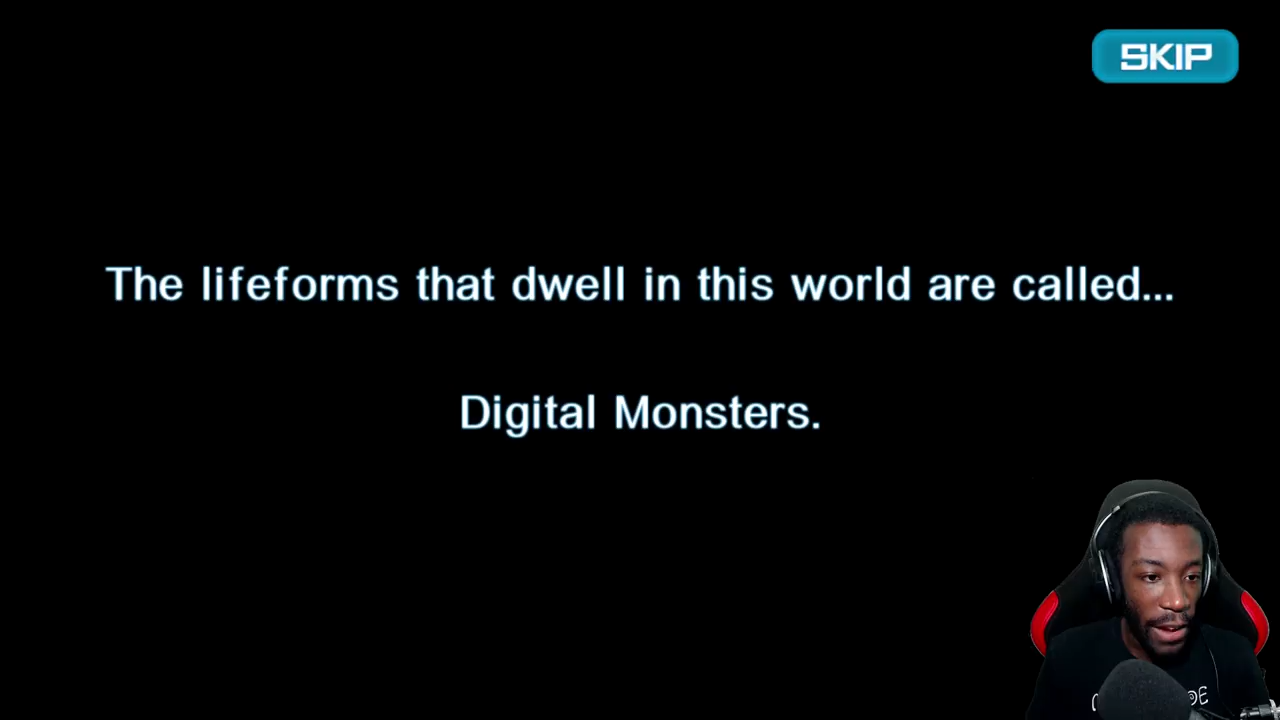 SKIP
The lifeforms that dwell in this world are called...
Digital Monsters.